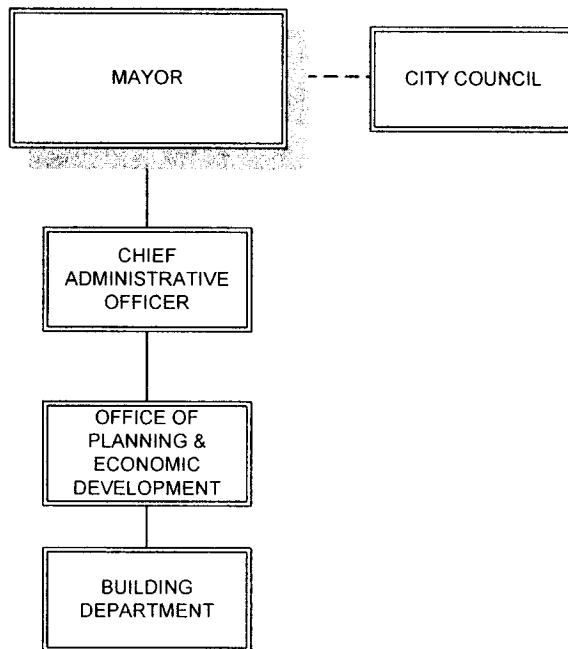 MAYOR
CITY COUNCIL
CHIEF
ADMINISTRATIVE
OFFICER
OFFICE OF
PLANNING &
ECONOMIC
DEVELOPMENT
BUILDING
DEPARTMENT